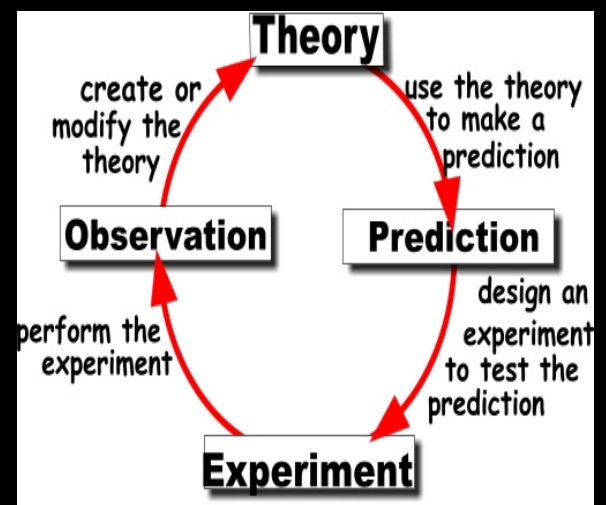 Theory
use the theory
to make a
prediction
Prediction
design an
experiment
to test the
prediction
Experiment
perform the
experiment
Observation
create or
modify the
theory